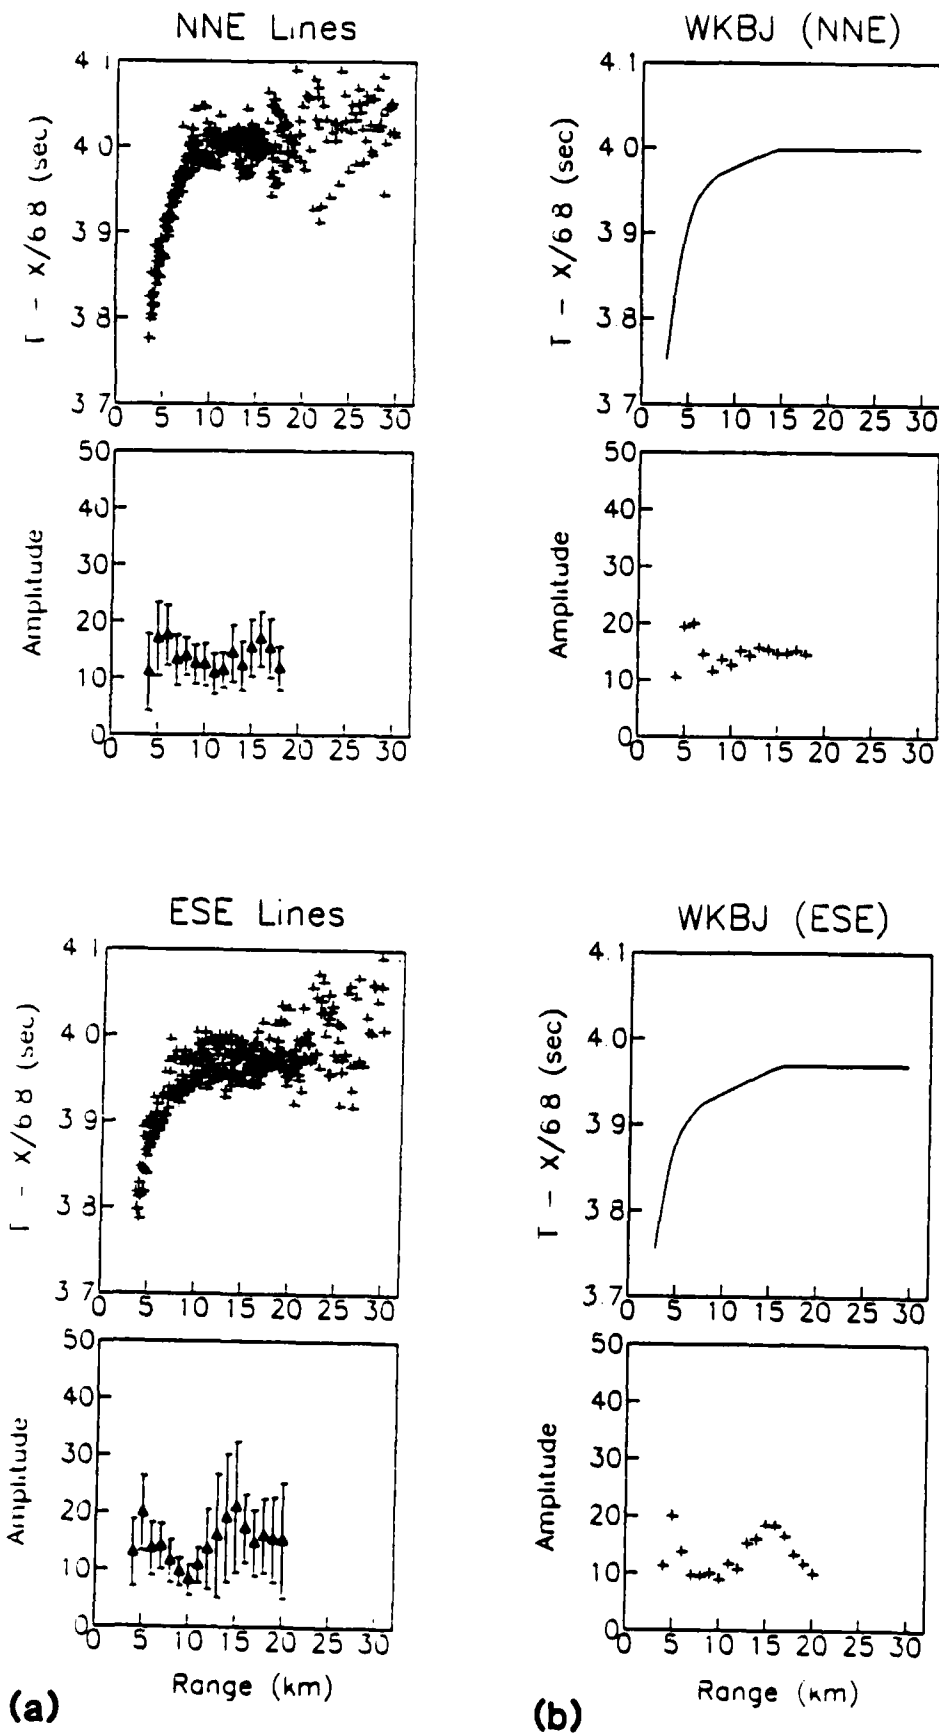 NNE Lines
WKBJ (NNE)
4.1
4.0
3.9
3.8
3.7
T - X/6.8 (sec)
0 5 10 15 20 25 30
4.1
4.0
3.9
3.8
3.7
T - X/6.8 (sec)
0 5 10 15 20 25 30
50
40
30
20
10
0
Amplitude
0 5 10 15 20 25 30
50
40
30
20
10
0
Amplitude
0 5 10 15 20 25 30
ESE Lines
WKBJ (ESE)
4.1
4.0
3.9
3.8
3.7
T - X/6.8 (sec)
0 5 10 15 20 25 30
4.1
4.0
3.9
3.8
3.7
T - X/6.8 (sec)
0 5 10 15 20 25 30
50
40
30
20
10
0
Amplitude
0 5 10 15 20 25 30
Range (km)
50
40
30
20
10
0
Amplitude
0 5 10 15 20 25 30
Range (km)
(a)
(b)